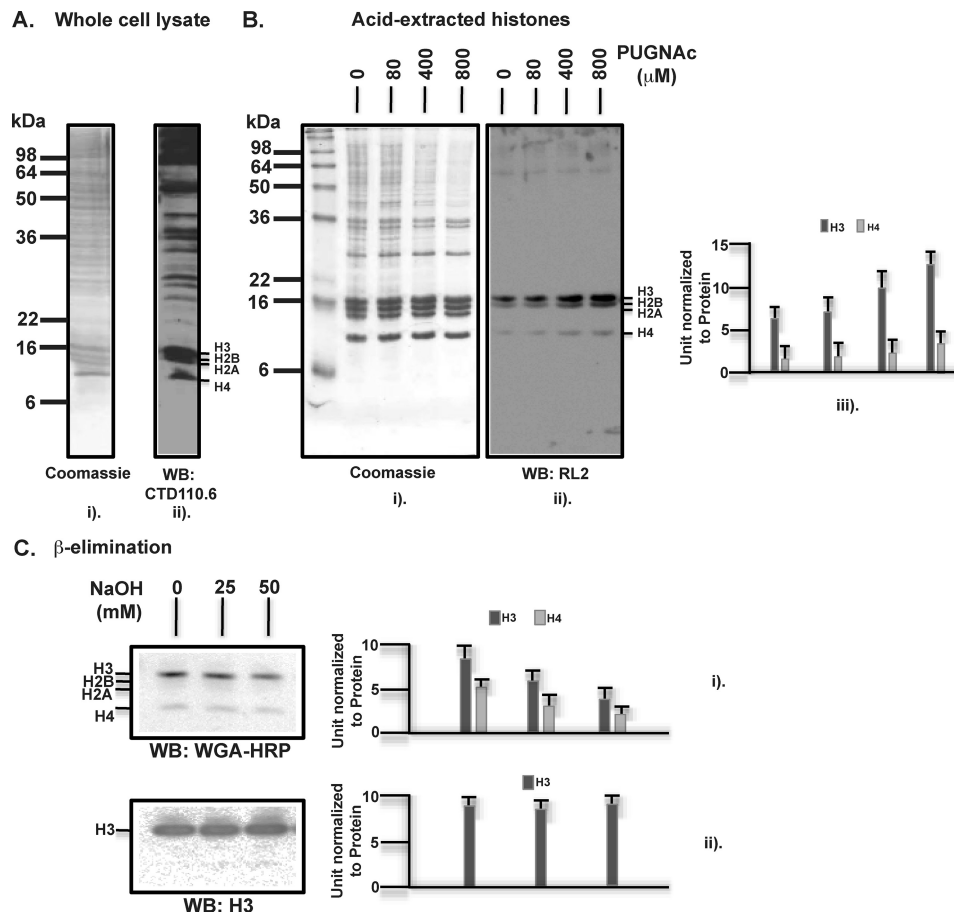 A. Whole cell lysate
kDa
98
64
50
36
22
16
6
H3
H2B
H2A
H4
Coomassie
i).
WB:
CTD110.6
ii).
B. Acid-extracted histones
0 80 400 800
0 80 400 800
PUGNAc
(μM)
kDa
98
64
50
36
22
16
6
H3
H2B
H2A
H4
Coomassie
i).
WB: RL2
ii).
H3 H4
Unit normalized
to Protein
15
10
5
0
iii).
C. β-elimination
NaOH
(mM)
0 25 50
H3
H2B
H2A
H4
WB: WGA-HRP
H3 H4
Unit normalized
to Protein
10
5
0
i).
H3
WB: H3
H3
Unit normalized
to Protein
10
5
0
ii).